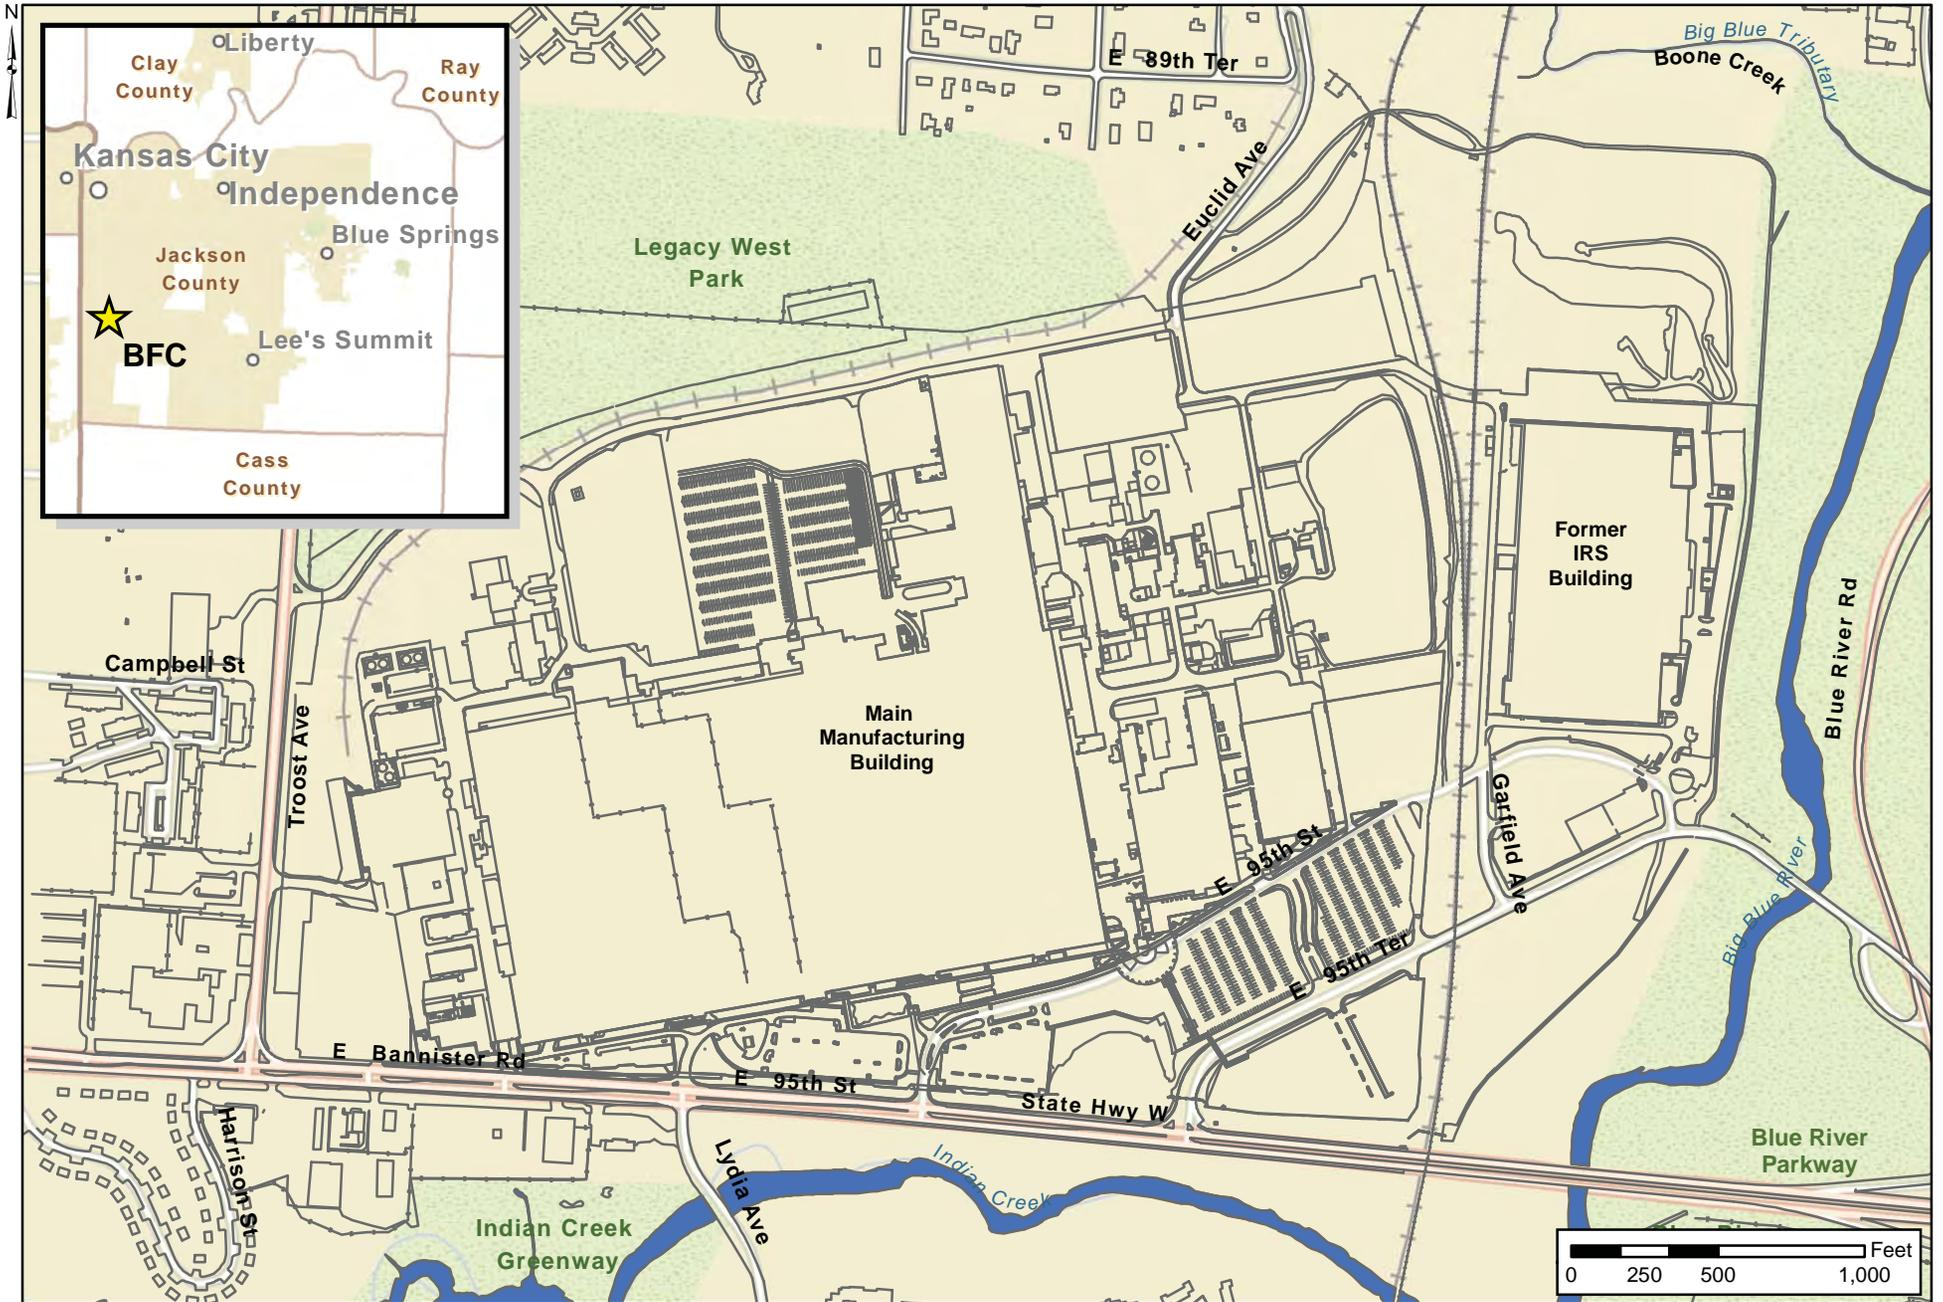 N
Liberty
Clay
County
Ray
County
Kansas City
Independence
Blue Springs
Jackson
County
BFC
Lee's Summit
Cass
County
E 89th Ter
Big Blue Tributary
Boone Creek
Euclid Ave
Legacy West
Park
Former
IRS
Building
Blue River Rd
Campbell St
Troost Ave
Main
Manufacturing
Building
Garfield Ave
E 95th St
Big Blue River
E 95th Ter
E Bannister Rd
E 95th St
State Hwy W
Harrison St
Lydia Ave
Indian Creek
Indian Creek
Greenway
Blue River
Parkway
Feet
0 250 500 1,000